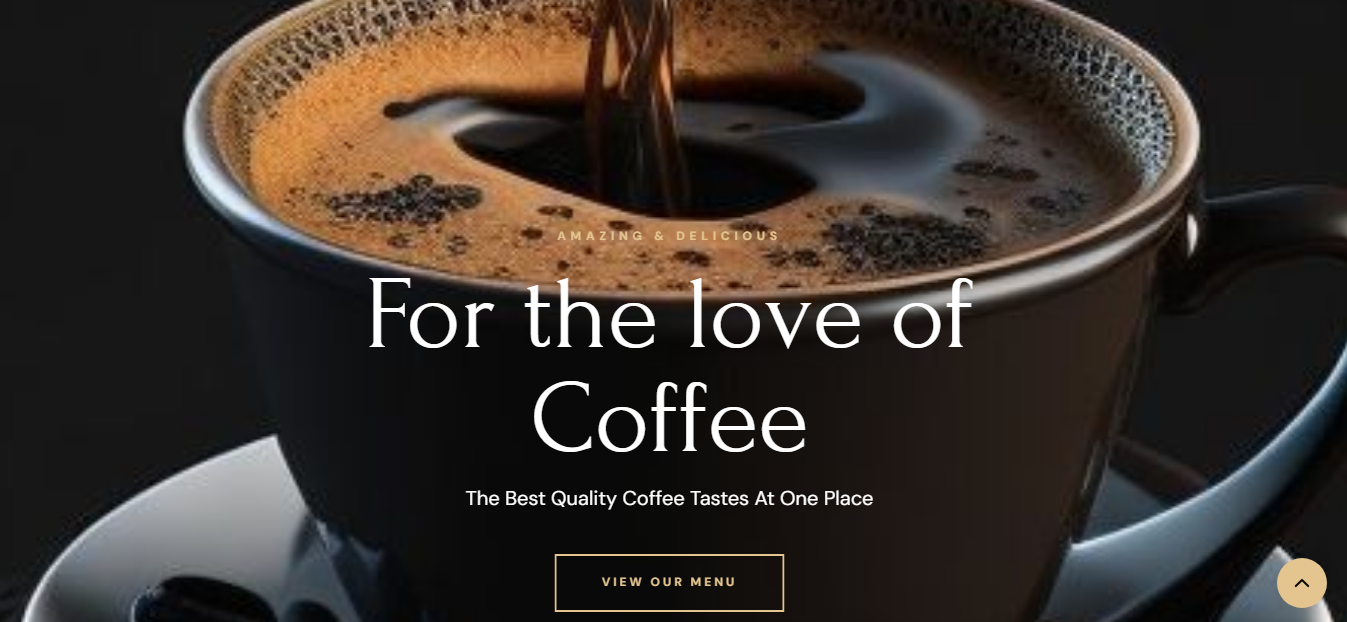 AMAZING & DELICIOUS
For the love of
Coffee
The Best Quality Coffee Tastes At One Place
VIEW OUR MENU